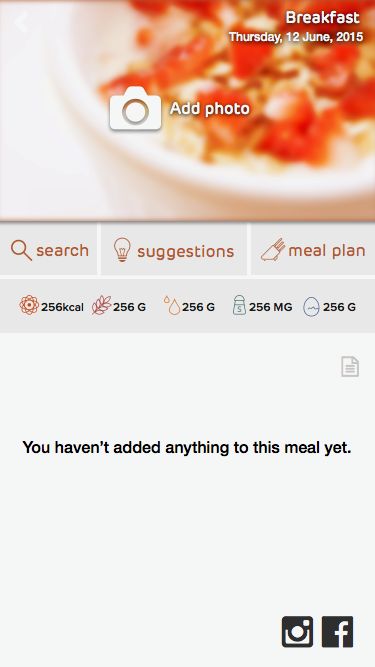 Breakfast
Thursday, 12 June, 2015
Add photo
search
suggestions
meal plan
256kcal
256 G
256 G
S
256 MG
256 G
You haven’t added anything to this meal yet.